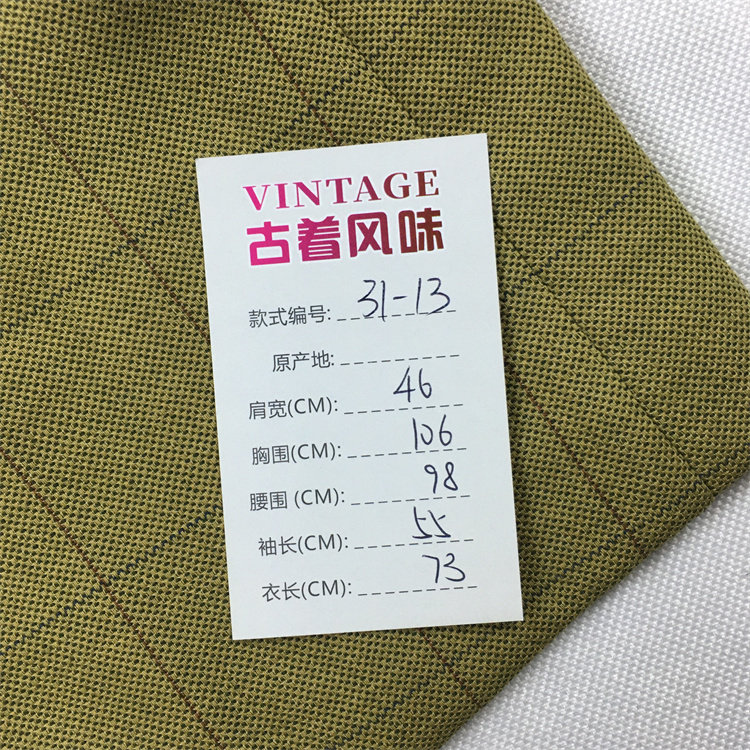 VINTAGE
古着风味
款式编号: 31-13
原产地:
肩宽(CM): 46
胸围(CM): 106
腰围 (CM): 98
袖长(CM): 55
衣长(CM): 73